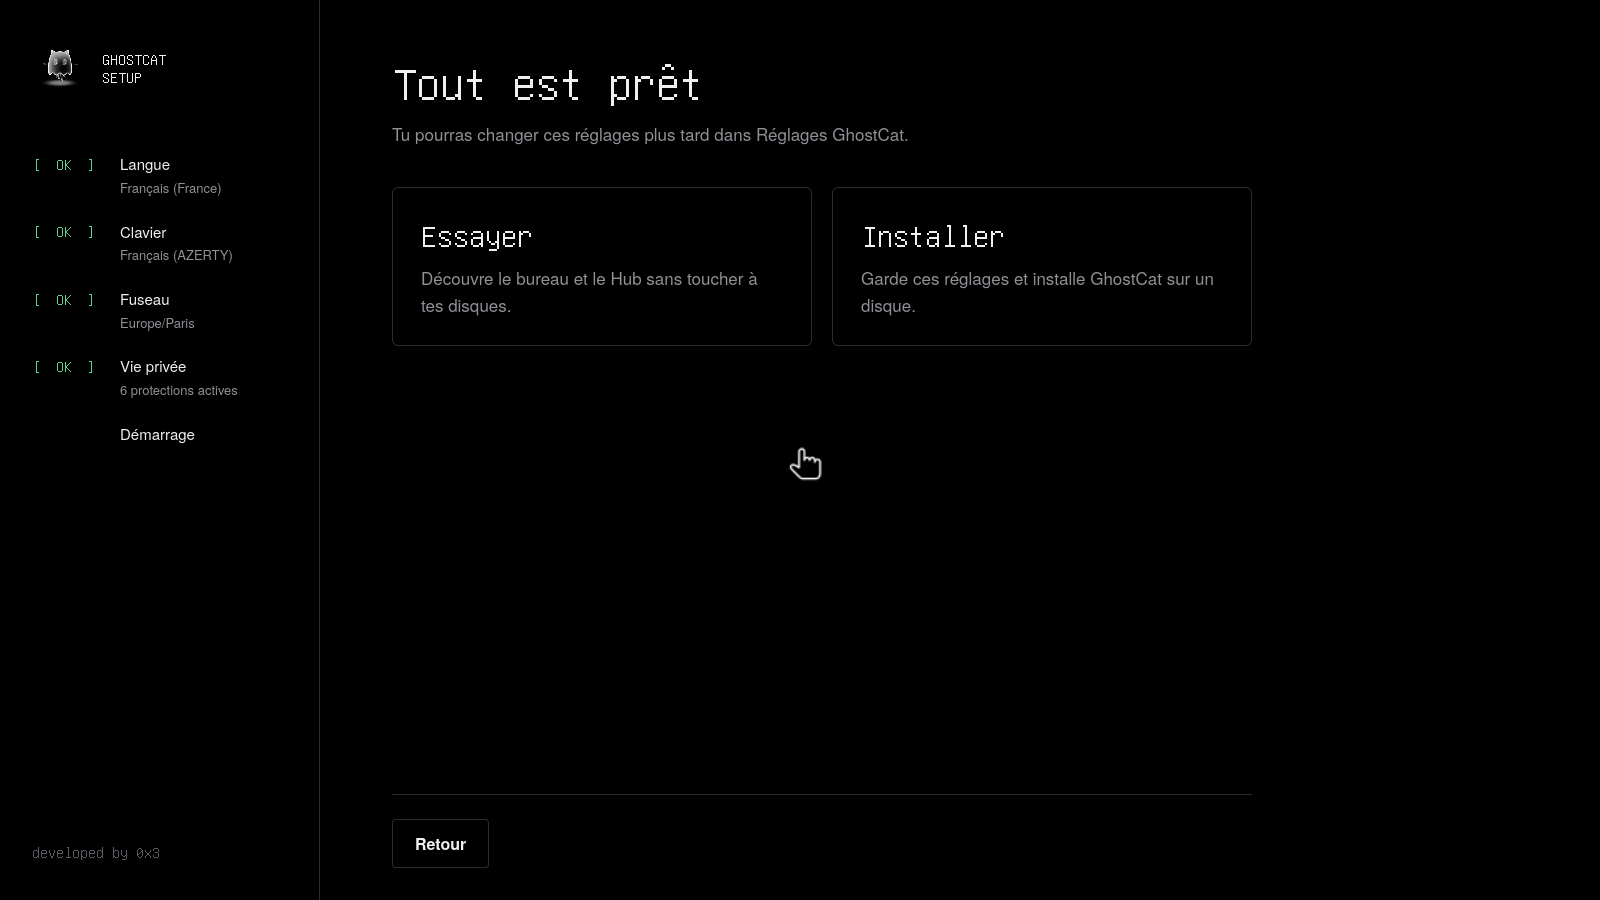 GHOSTCAT
SETUP
[ OK ] Langue
Français (France)
[ OK ] Clavier
Français (AZERTY)
[ OK ] Fuseau
Europe/Paris
[ OK ] Vie privée
6 protections actives
Démarrage
developed by 0x3
Tout est prêt
Tu pourras changer ces réglages plus tard dans Réglages GhostCat.
Essayer
Découvre le bureau et le Hub sans toucher à
tes disques.
Installer
Garde ces réglages et installe GhostCat sur un
disque.
Retour